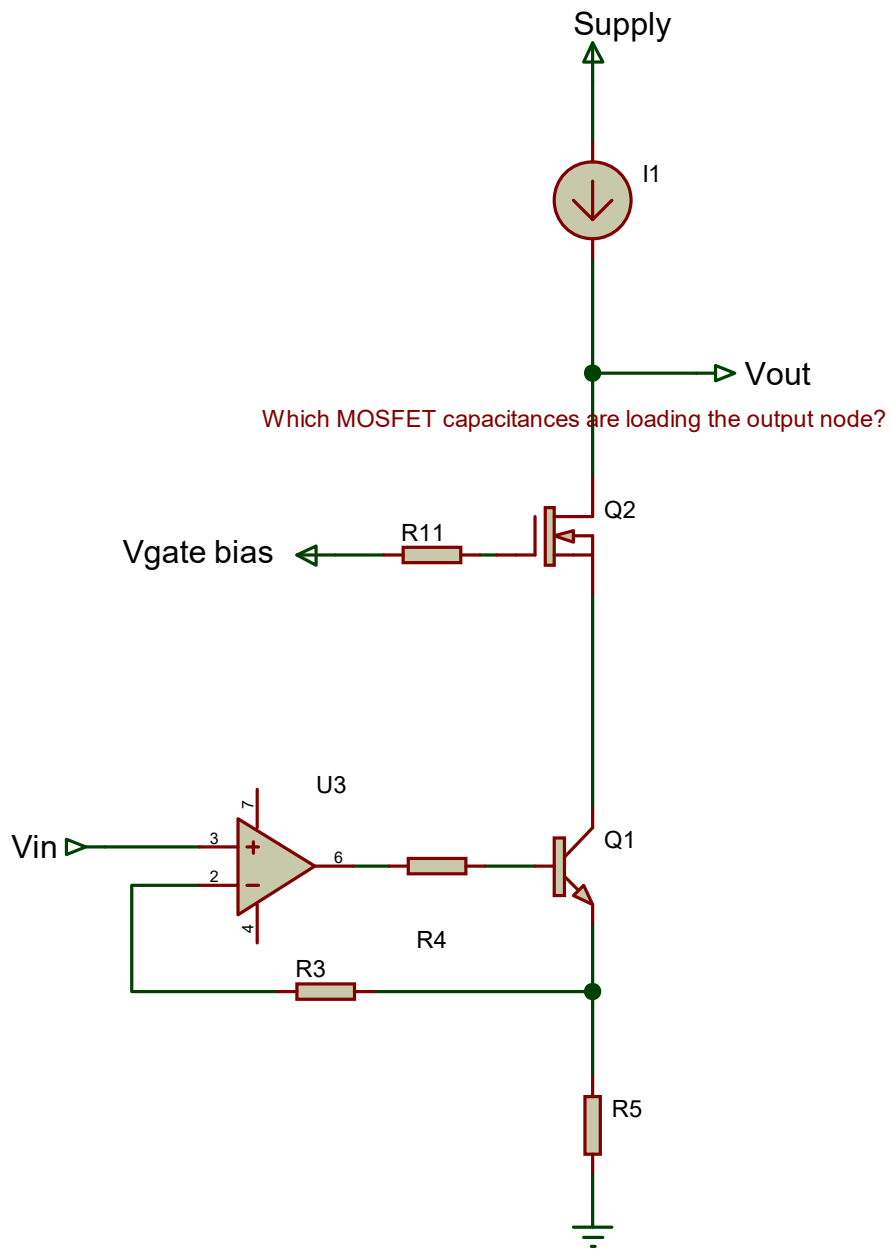 Supply
I1
Vout
Which MOSFET capacitances are loading the output node?
Q2
R11
Vgate bias
U3
7
Vin
3
+
6
Q1
2
−
4
R4
R3
R5